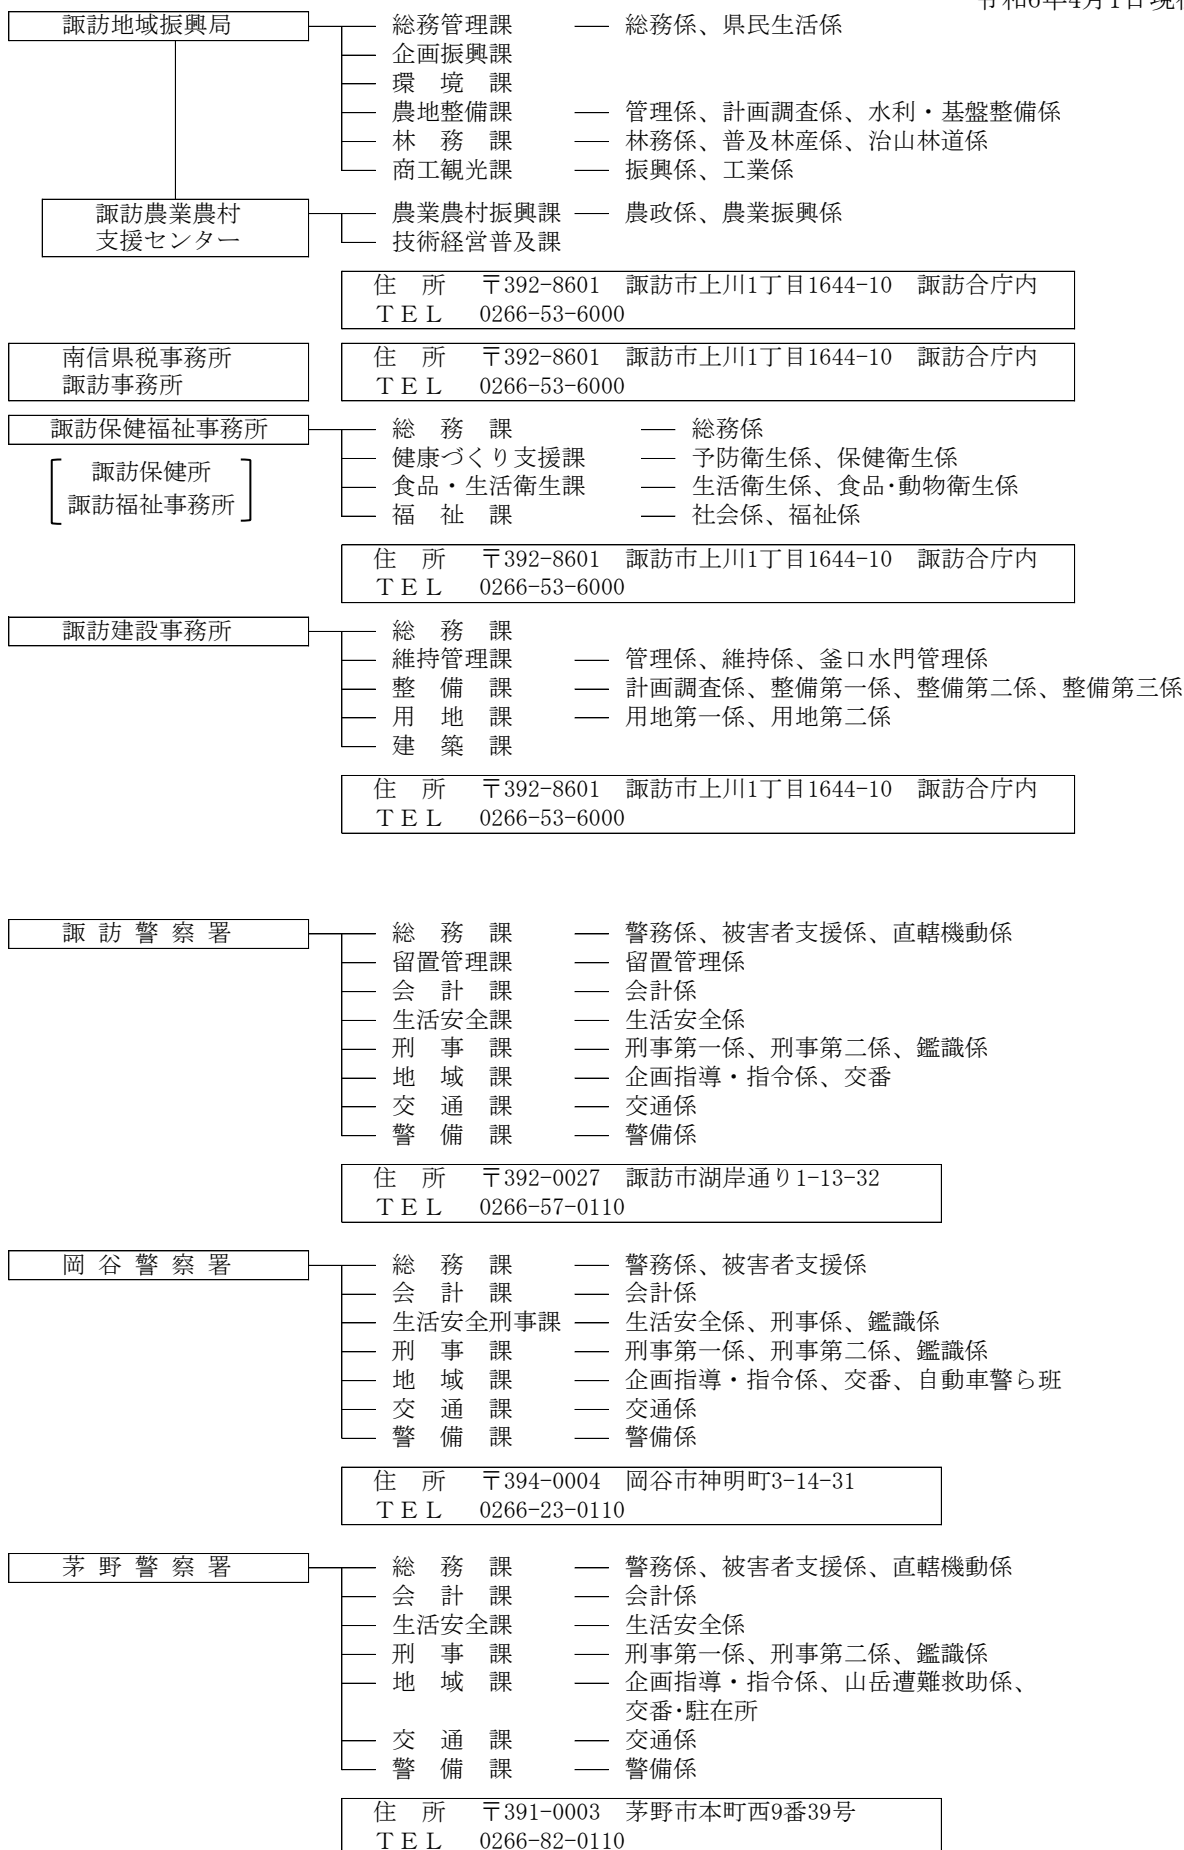 令和6年4月1日現在
諏訪地域振興局 総務管理課 総務係、県民生活係
企画振興課
環 境 課
農地整備課 管理係、計画調査係、水利・基盤整備係
林 務 課 林務係、普及林産係、治山林道係
商工観光課 振興係、工業係
諏訪農業農村 農業農村振興課 農政係、農業振興係
支援センター 技術経営普及課
住 所 〒392-8601 諏訪市上川1丁目1644-10 諏訪合庁内
TEL 0266-53-6000
南信県税事務所 住 所 〒392-8601 諏訪市上川1丁目1644-10 諏訪合庁内
諏訪事務所 TEL 0266-53-6000
諏訪保健福祉事務所 総 務 課 総務係
健康づくり支援課 予防衛生係、保健衛生係
諏訪保健所 食品・生活衛生課 生活衛生係、食品・動物衛生係
諏訪福祉事務所 福 祉 課 社会係、福祉係
住 所 〒392-8601 諏訪市上川1丁目1644-10 諏訪合庁内
TEL 0266-53-6000
諏訪建設事務所 総 務 課
維持管理課 管理係、維持係、釜口水門管理係
整 備 課 計画調査係、整備第一係、整備第二係、整備第三係
用 地 課 用地第一係、用地第二係
建 築 課
住 所 〒392-8601 諏訪市上川1丁目1644-10 諏訪合庁内
TEL 0266-53-6000
諏 訪 警 察 署 総 務 課 警務係、被害者支援係、直轄機動係
留置管理課 留置管理係
会 計 課 会計係
生活安全課 生活安全係
刑 事 課 刑事第一係、刑事第二係、鑑識係
地 域 課 企画指導・指令係、交番
交 通 課 交通係
警 備 課 警備係
住 所 〒392-0027 諏訪市湖岸通り1-13-32
TEL 0266-57-0110
岡 谷 警 察 署 総 務 課 警務係、被害者支援係
会 計 課 会計係
生活安全刑事課 生活安全係、刑事係、鑑識係
刑 事 課 刑事第一係、刑事第二係、鑑識係
地 域 課 企画指導・指令係、交番、自動車警ら班
交 通 課 交通係
警 備 課 警備係
住 所 〒394-0004 岡谷市神明町3-14-31
TEL 0266-23-0110
茅 野 警 察 署 総 務 課 警務係、被害者支援係、直轄機動係
会 計 課 会計係
生活安全課 生活安全係
刑 事 課 刑事第一係、刑事第二係、鑑識係
地 域 課 企画指導・指令係、山岳遭難救助係、
交番・駐在所
交 通 課 交通係
警 備 課 警備係
住 所 〒391-0003 茅野市本町西9番39号
TEL 0266-82-0110